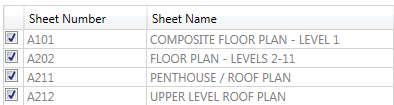 Sheet Number Sheet Name
A101 COMPOSITE FLOOR PLAN - LEVEL 1
A202 FLOOR PLAN - LEVELS 2-11
A211 PENTHOUSE / ROOF PLAN
A212 UPPER LEVEL ROOF PLAN